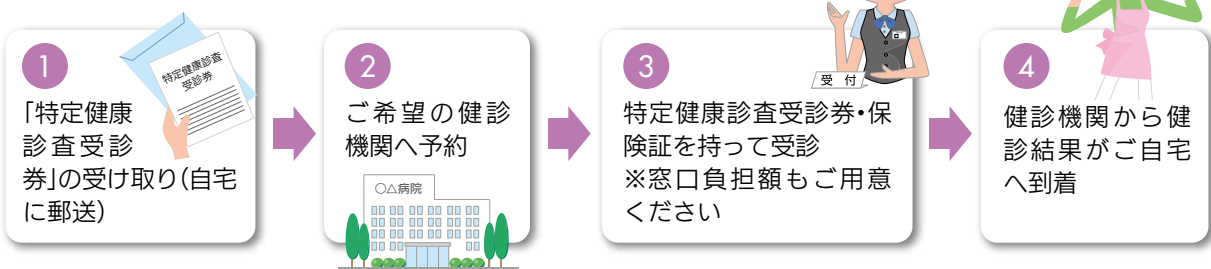 1
「特定健康
診査受診
券」の受け取り(自宅
に郵送)
特定健康診査
受診券
2
ご希望の健診
機関へ予約
○△病院
3
受付
特定健康診査受診券・保
険証を持って受診
※窓口負担額もご用意
ください
4
健診機関から健
診結果がご自宅
へ到着